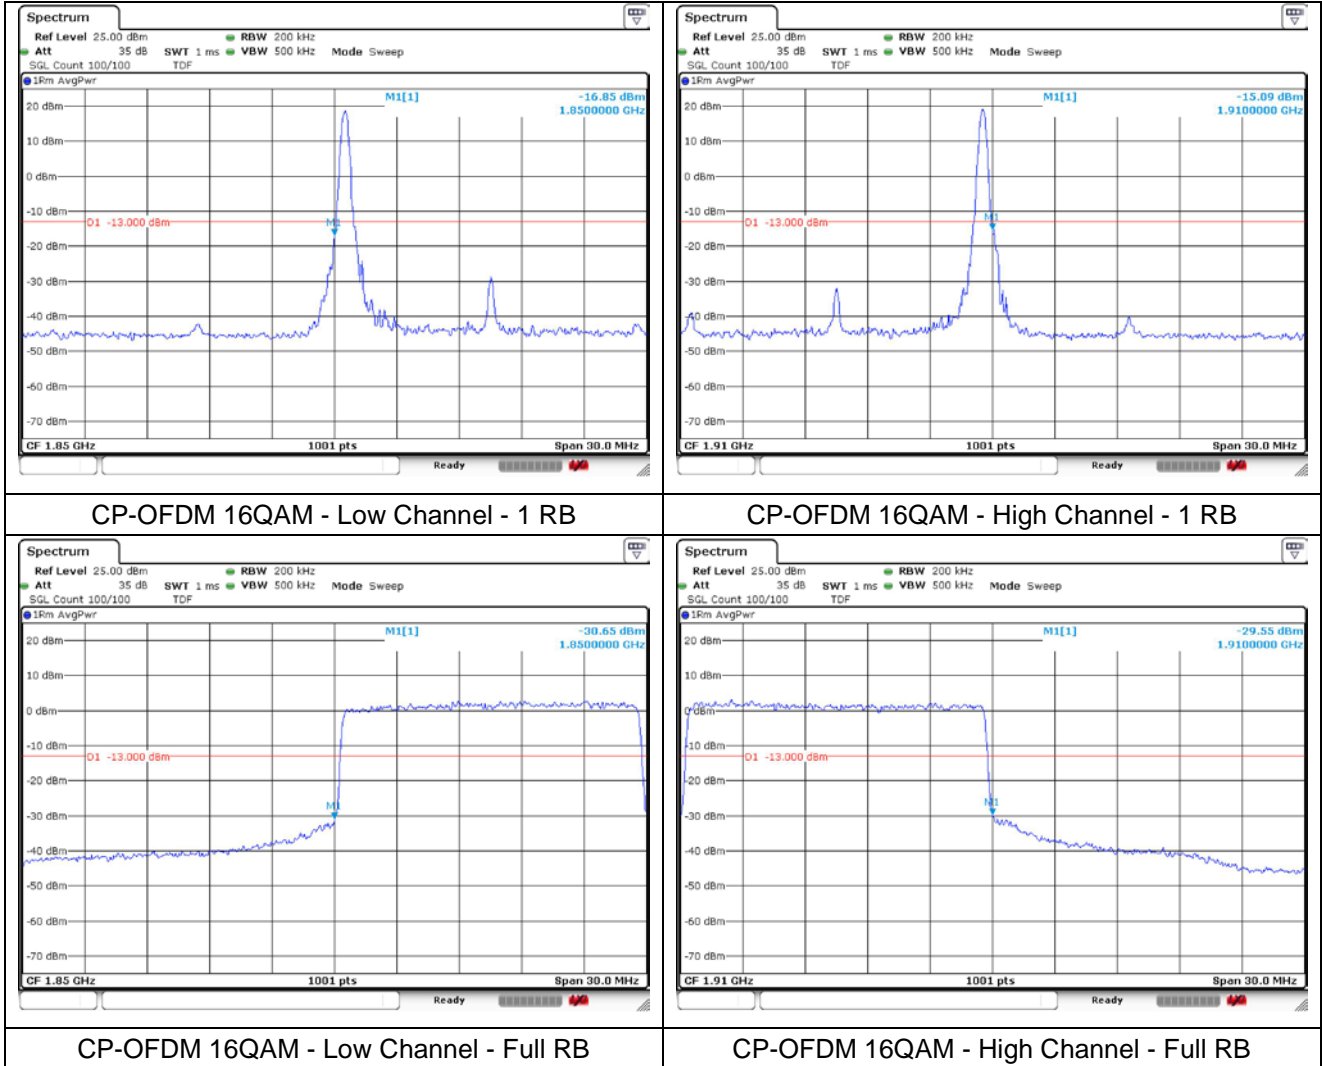 Spectrum
Ref Level 25.00 dBm RBW 200 kHz
Att 35 dB SWT 1 ms VBW 500 kHz Mode Sweep
SGL Count 100/100 TDF
1Rm AvgPwr
M1[1] -16.85 dBm
1.8500000 GHz
20 dBm
10 dBm
0 dBm
-10 dBm
D1 -13.000 dBm
M1
-20 dBm
-30 dBm
-40 dBm
-50 dBm
-60 dBm
-70 dBm
CF 1.85 GHz 1001 pts Span 30.0 MHz
Ready
CP-OFDM 16QAM - Low Channel - 1 RB
Spectrum
Ref Level 25.00 dBm RBW 200 kHz
Att 35 dB SWT 1 ms VBW 500 kHz Mode Sweep
SGL Count 100/100 TDF
1Rm AvgPwr
M1[1] -15.09 dBm
1.9100000 GHz
20 dBm
10 dBm
0 dBm
-10 dBm
M1
D1 -13.000 dBm
-20 dBm
-30 dBm
-40 dBm
-50 dBm
-60 dBm
-70 dBm
CF 1.91 GHz 1001 pts Span 30.0 MHz
Ready
CP-OFDM 16QAM - High Channel - 1 RB
Spectrum
Ref Level 25.00 dBm RBW 200 kHz
Att 35 dB SWT 1 ms VBW 500 kHz Mode Sweep
SGL Count 100/100 TDF
1Rm AvgPwr
M1[1] -30.65 dBm
1.8500000 GHz
20 dBm
10 dBm
0 dBm
-10 dBm
D1 -13.000 dBm
-20 dBm
M1
-30 dBm
-40 dBm
-50 dBm
-60 dBm
-70 dBm
CF 1.85 GHz 1001 pts Span 30.0 MHz
Ready
CP-OFDM 16QAM - Low Channel - Full RB
Spectrum
Ref Level 25.00 dBm RBW 200 kHz
Att 35 dB SWT 1 ms VBW 500 kHz Mode Sweep
SGL Count 100/100 TDF
1Rm AvgPwr
M1[1] -29.55 dBm
1.9100000 GHz
20 dBm
10 dBm
0 dBm
-10 dBm
D1 -13.000 dBm
-20 dBm
M1
-30 dBm
-40 dBm
-50 dBm
-60 dBm
-70 dBm
CF 1.91 GHz 1001 pts Span 30.0 MHz
Ready
CP-OFDM 16QAM - High Channel - Full RB